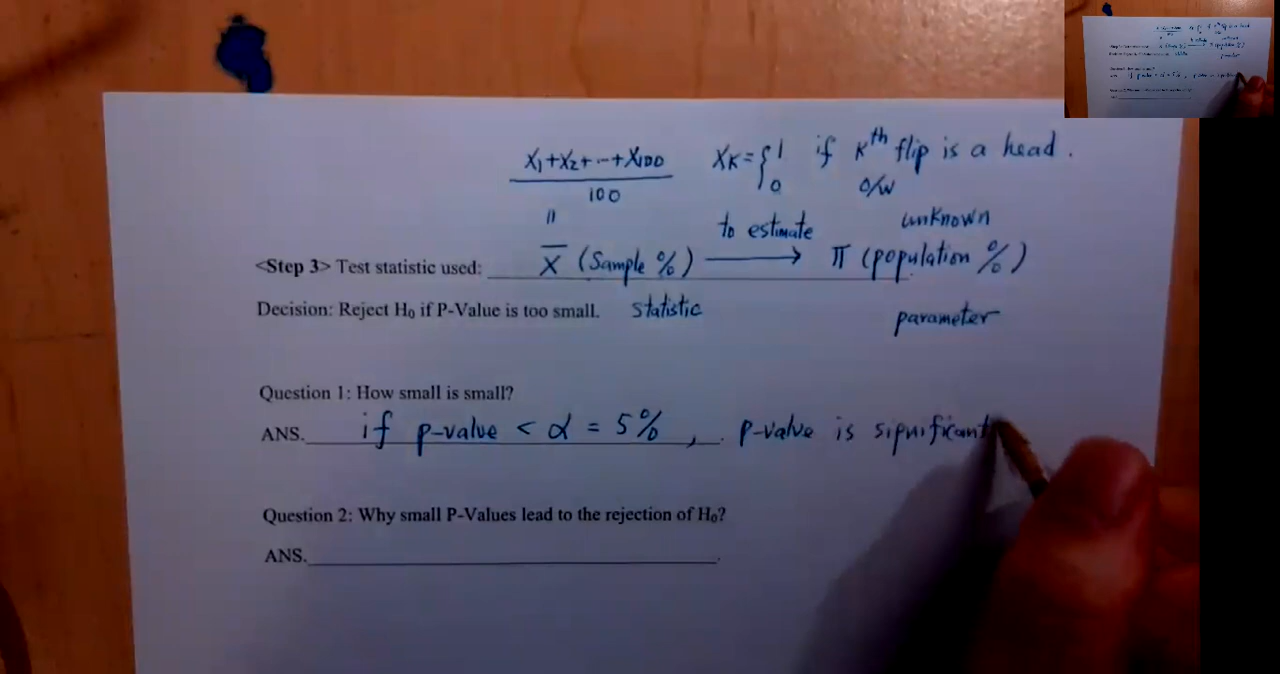 X1+X2+···+X100 XK={1 if Kth flip is a head.
100 0 o/w
" to estimate unknown
<Step 3> Test statistic used: X̄ (Sample %) → π (population %)
Decision: Reject H0 if P-Value is too small. statistic parameter
Question 1: How small is small?
ANS. if p-value < α = 5%, p-value is significant
Question 2: Why small P-Values lead to the rejection of H0?
ANS.